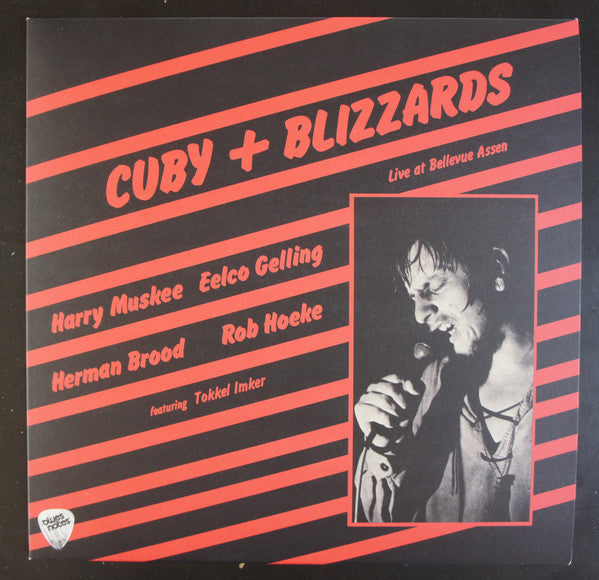 CUBY + BLIZZARDS
Live at Bellevue Assen
Harry Muskee Eelco Gelling
Herman Brood Rob Hoeke
featuring Tokkel Imker
blues
notes